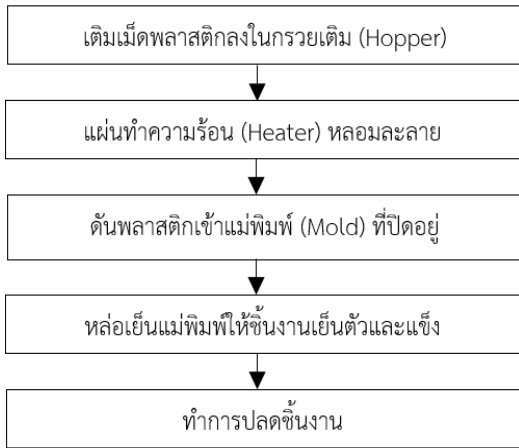 เติมเม็ดพลาสติกลงในกรวยเติม (Hopper)
แผ่นทำความร้อน (Heater) หลอมละลาย
ดันพลาสติกเข้าแม่พิมพ์ (Mold) ที่ปิดอยู่
หล่อเย็นแม่พิมพ์ให้ชิ้นงานเย็นตัวและแข็ง
ทำการปลดชิ้นงาน